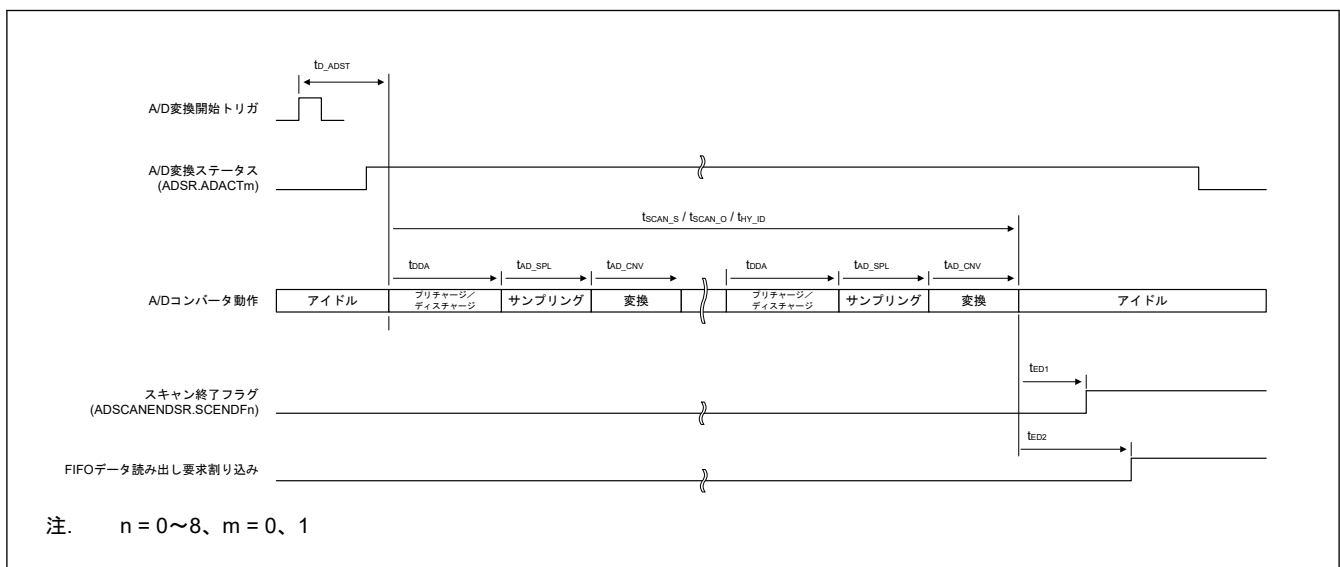 tD_ADST
A/D変換開始トリガ
A/D変換ステータス
(ADSR.ADACTm)
tSCAN_S / tSCAN_O / tHY_ID
tDDA tAD_SPL tAD_CNV tDDA tAD_SPL tAD_CNV
A/Dコンバータ動作 アイドル プリチャージ/ディスチャージ サンプリング 変換 プリチャージ/ディスチャージ サンプリング 変換 アイドル
tED1
スキャン終了フラグ
(ADSCANENDSR.SCENDFn)
tED2
FIFOデータ読み出し要求割り込み
注. n = 0～8、m = 0、1